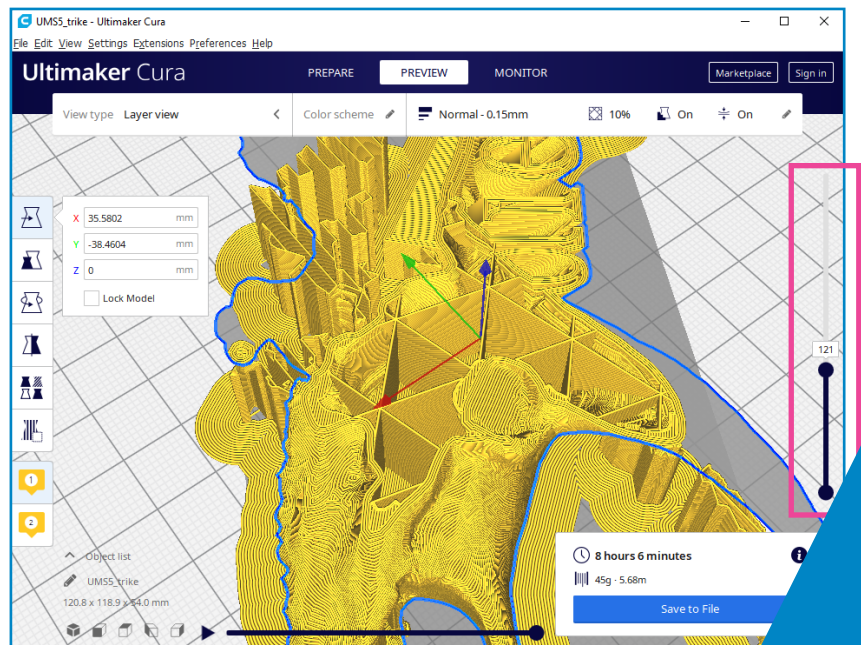 UMS5_trike - Ultimaker Cura
File Edit View Settings Extensions Preferences Help
Ultimaker Cura PREPARE PREVIEW MONITOR Marketplace Sign in
View type Layer view Color scheme Normal - 0.15mm 10% On On
X 35.5802 mm
Y -38.4604 mm
Z 0 mm
Lock Model
121
1
2
Object list
UMS5_trike
120.8 x 118.9 x 54.0 mm
8 hours 6 minutes
45g · 5.68m
Save to File